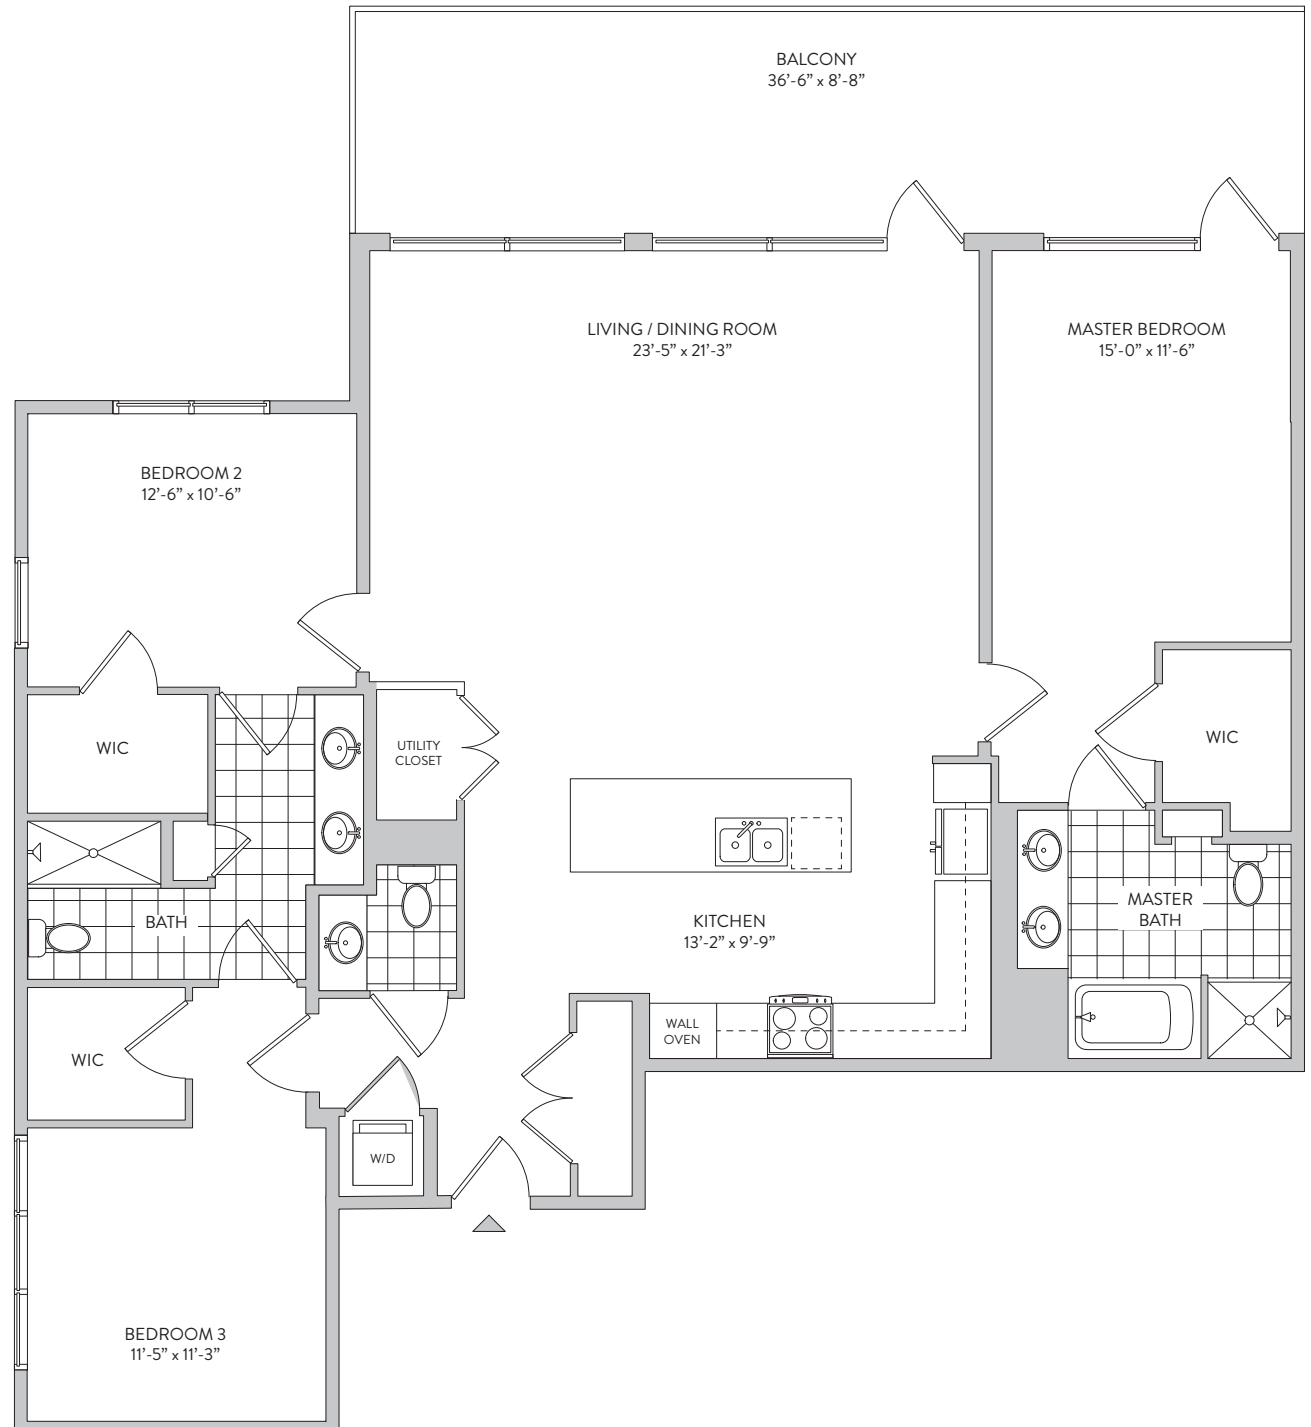 BALCONY
36’-6” x 8’-8”
LIVING / DINING ROOM
23’-5” x 21’-3”
MASTER BEDROOM
15’-0” x 11’-6”
BEDROOM 2
12’-6” x 10’-6”
WIC
UTILITY
CLOSET
WIC
BATH
KITCHEN
13’-2” x 9’-9”
MASTER
BATH
WALL
OVEN
WIC
W/D
BEDROOM 3
11’-5” x 11’-3”